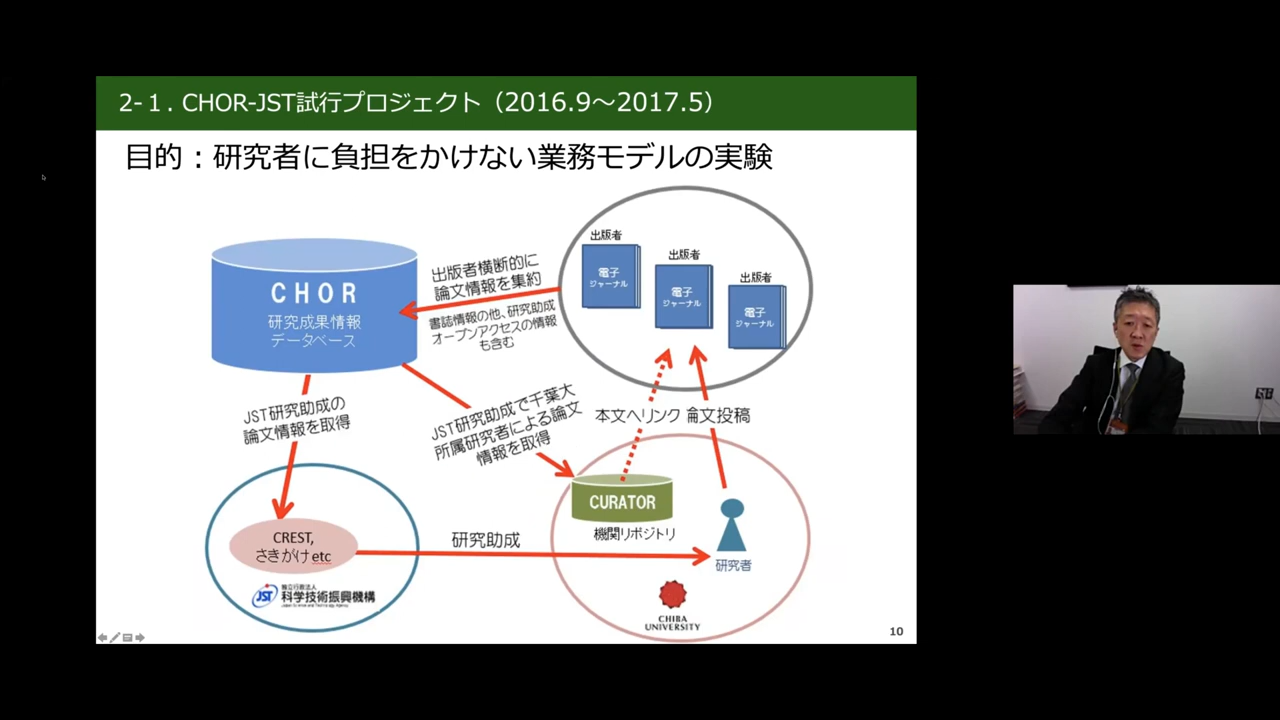 2-１. CHOR-JST試行プロジェクト（2016.9～2017.5）
目的：研究者に負担をかけない業務モデルの実験
CHOR
研究成果情報
データベース
出版者横断的に
論文情報を集約
書誌情報の他、研究助成
オープンアクセスの情報
も含む
出版者
電子
ジャーナル
出版者
電子
ジャーナル
出版者
電子
ジャーナル
JST研究助成の
論文情報を取得
JST研究助成で千葉大
所属研究者による論文
情報を取得
本文へリンク
論文投稿
CURATOR
機関リポジトリ
研究者
CREST,
さきがけetc
研究助成
JST
独立行政法人
科学技術振興機構
Japan Science and Technology Agency
CHIBA
UNIVERSITY
10